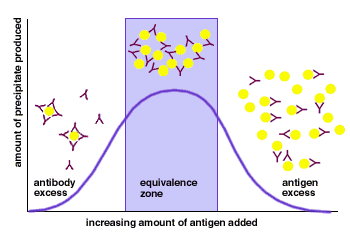 amount of precipitate produced
antibody
excess
equivalence
zone
antigen
excess
increasing amount of antigen added